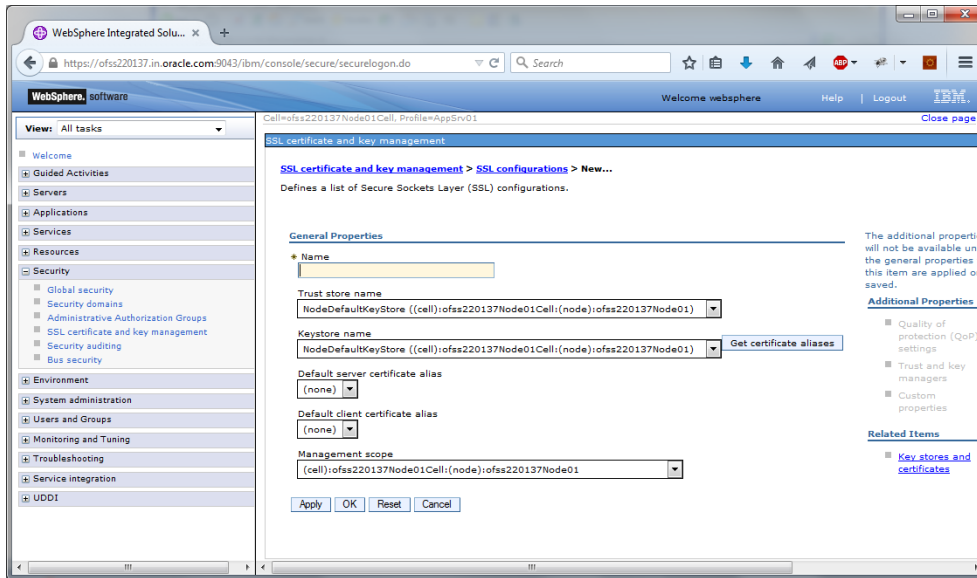 WebSphere Integrated Solu... × +
https://ofss220137.in.oracle.com:9043/ibm/console/secure/securelogon.do
Search
ABP
WebSphere. software
Welcome websphere
Help | Logout
IBM.
View: All tasks
Welcome
Guided Activities
Servers
Applications
Services
Resources
Security
Global security
Security domains
Administrative Authorization Groups
SSL certificate and key management
Security auditing
Bus security
Environment
System administration
Users and Groups
Monitoring and Tuning
Troubleshooting
Service integration
UDDI
Cell=ofss220137Node01Cell, Profile=AppSrv01
Close page
SSL certificate and key management
SSL certificate and key management > SSL configurations > New...
Defines a list of Secure Sockets Layer (SSL) configurations.
General Properties
* Name
Trust store name
NodeDefaultKeyStore ((cell):ofss220137Node01Cell:(node):ofss220137Node01)
Keystore name
NodeDefaultKeyStore ((cell):ofss220137Node01Cell:(node):ofss220137Node01)
Get certificate aliases
Default server certificate alias
(none)
Default client certificate alias
(none)
Management scope
(cell):ofss220137Node01Cell:(node):ofss220137Node01
Apply OK Reset Cancel
The additional properti
will not be available un
the general properties
this item are applied o
saved.
Additional Properties
Quality of
protection (QoP)
settings
Trust and key
managers
Custom
properties
Related Items
Key stores and
certificates